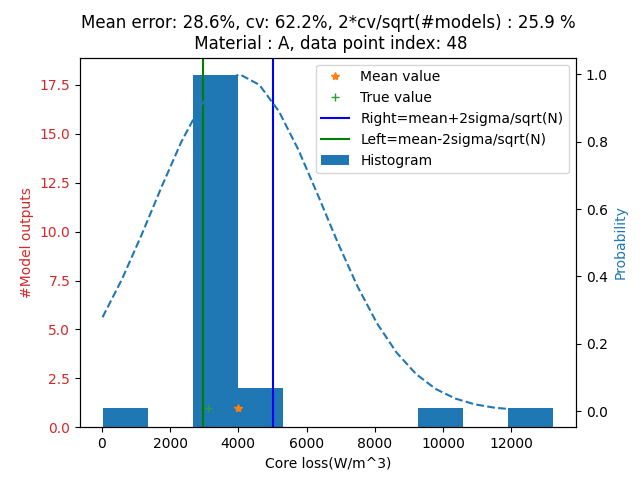 Mean error: 28.6%, cv: 62.2%, 2*cv/sqrt(#models) : 25.9 %
Material : A, data point index: 48
Mean value
True value
Right=mean+2sigma/sqrt(N)
Left=mean-2sigma/sqrt(N)
Histogram
#Model outputs
17.5
15.0
12.5
10.0
7.5
5.0
2.5
0.0
1.0
0.8
0.6
0.4
0.2
0.0
Probability
0 2000 4000 6000 8000 10000 12000
Core loss(W/m^3)